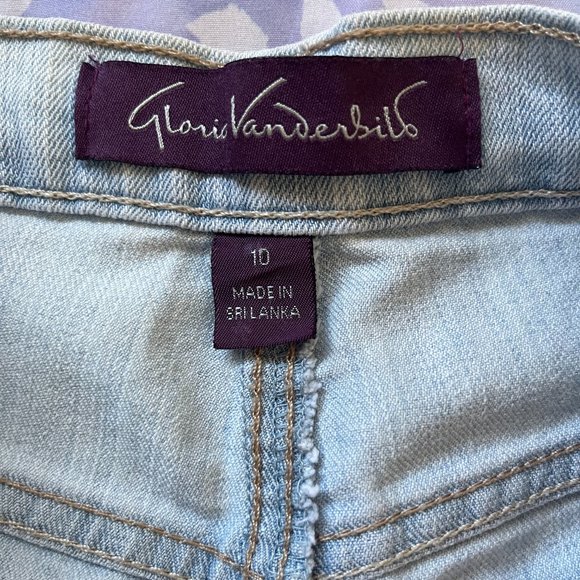 Gloria Vanderbilt
10
MADE IN
SRI LANKA